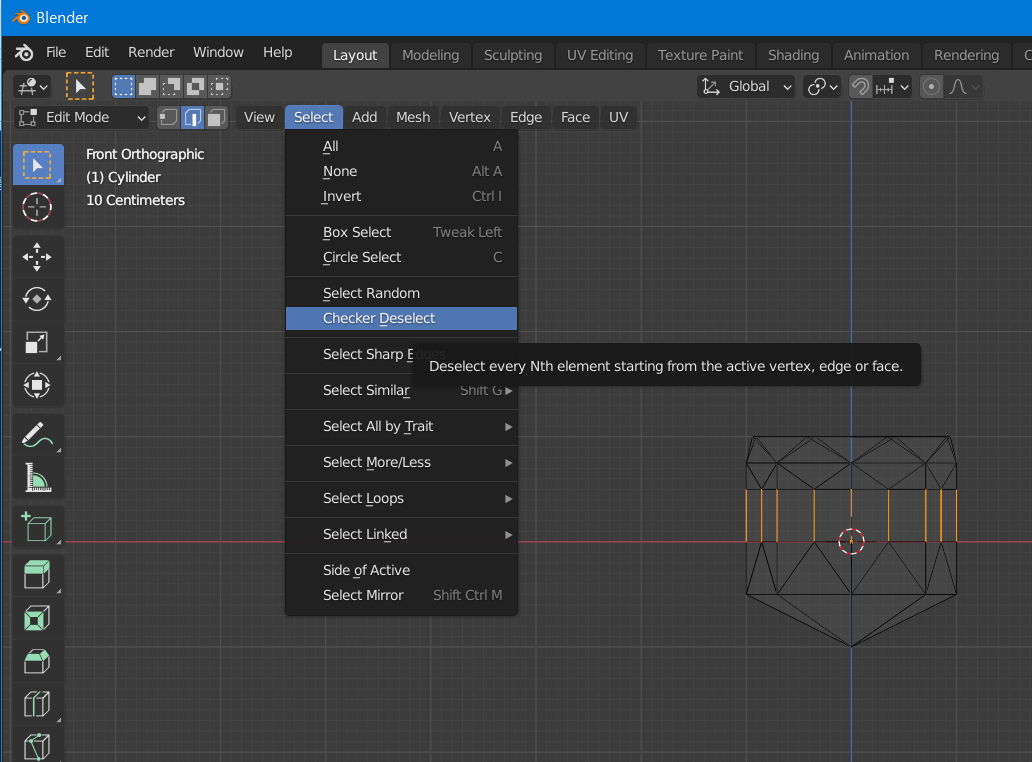 Blender
File Edit Render Window Help Layout Modeling Sculpting UV Editing Texture Paint Shading Animation Rendering
Global
Edit Mode View Select Add Mesh Vertex Edge Face UV
Front Orthographic
(1) Cylinder
10 Centimeters
All A
None Alt A
Invert Ctrl I
Box Select Tweak Left
Circle Select C
Select Random
Checker Deselect
Select Sharp Edges
Deselect every Nth element starting from the active vertex, edge or face.
Select Similar Shift G
Select All by Trait
Select More/Less
Select Loops
Select Linked
Side of Active
Select Mirror Shift Ctrl M